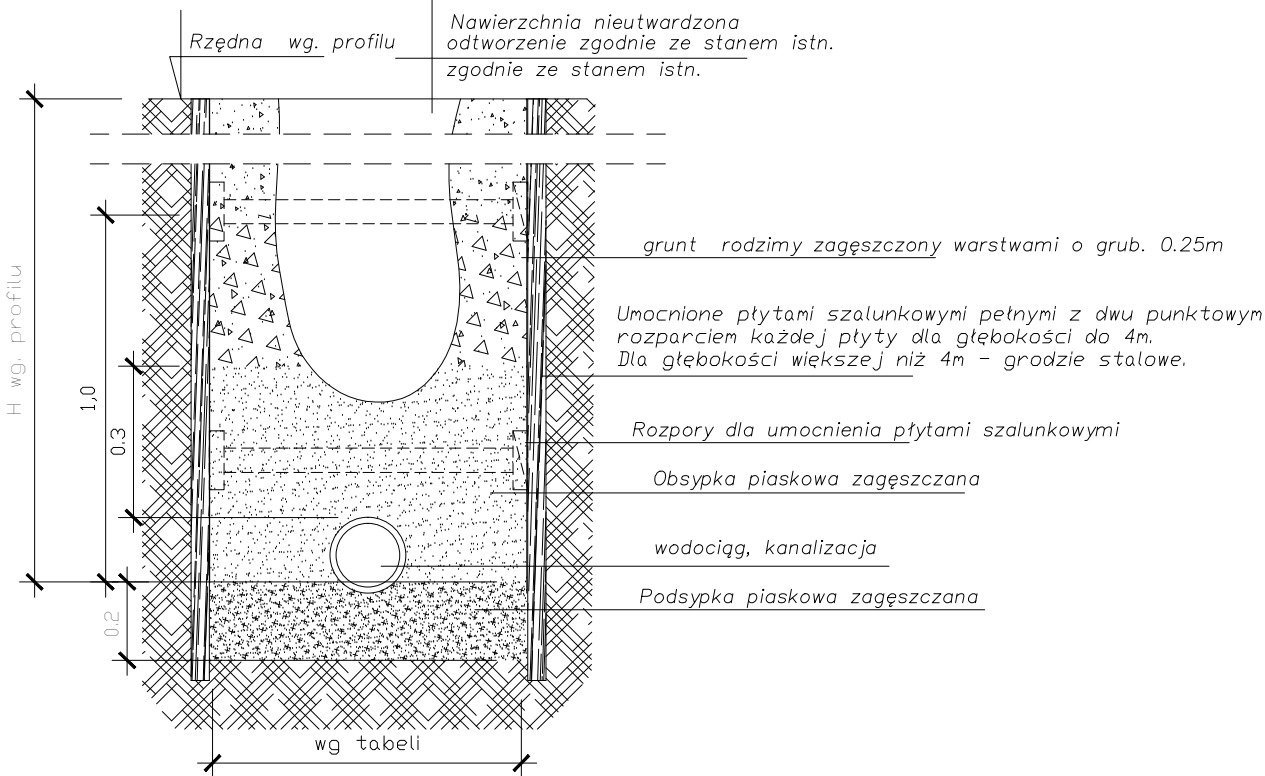 Nawierzchnia nieutwardzona
Rzędna wg. profilu
odtworzenie zgodnie ze stanem istn.
zgodnie ze stanem istn.
grunt rodzimy zagęszczony warstwami o grub. 0.25m
H wg. profilu
Umocnione płytami szalunkowymi pełnymi z dwu punktowym
rozparciem każdej płyty dla głębokości do 4m.
Dla głębokości większej niż 4m - grodzie stalowe.
1,0
0.3
Rozpory dla umocnienia płytami szalunkowymi
Obsypka piaskowa zagęszczana
wodociąg, kanalizacja
Podsypka piaskowa zagęszczana
0.2
wg tabeli